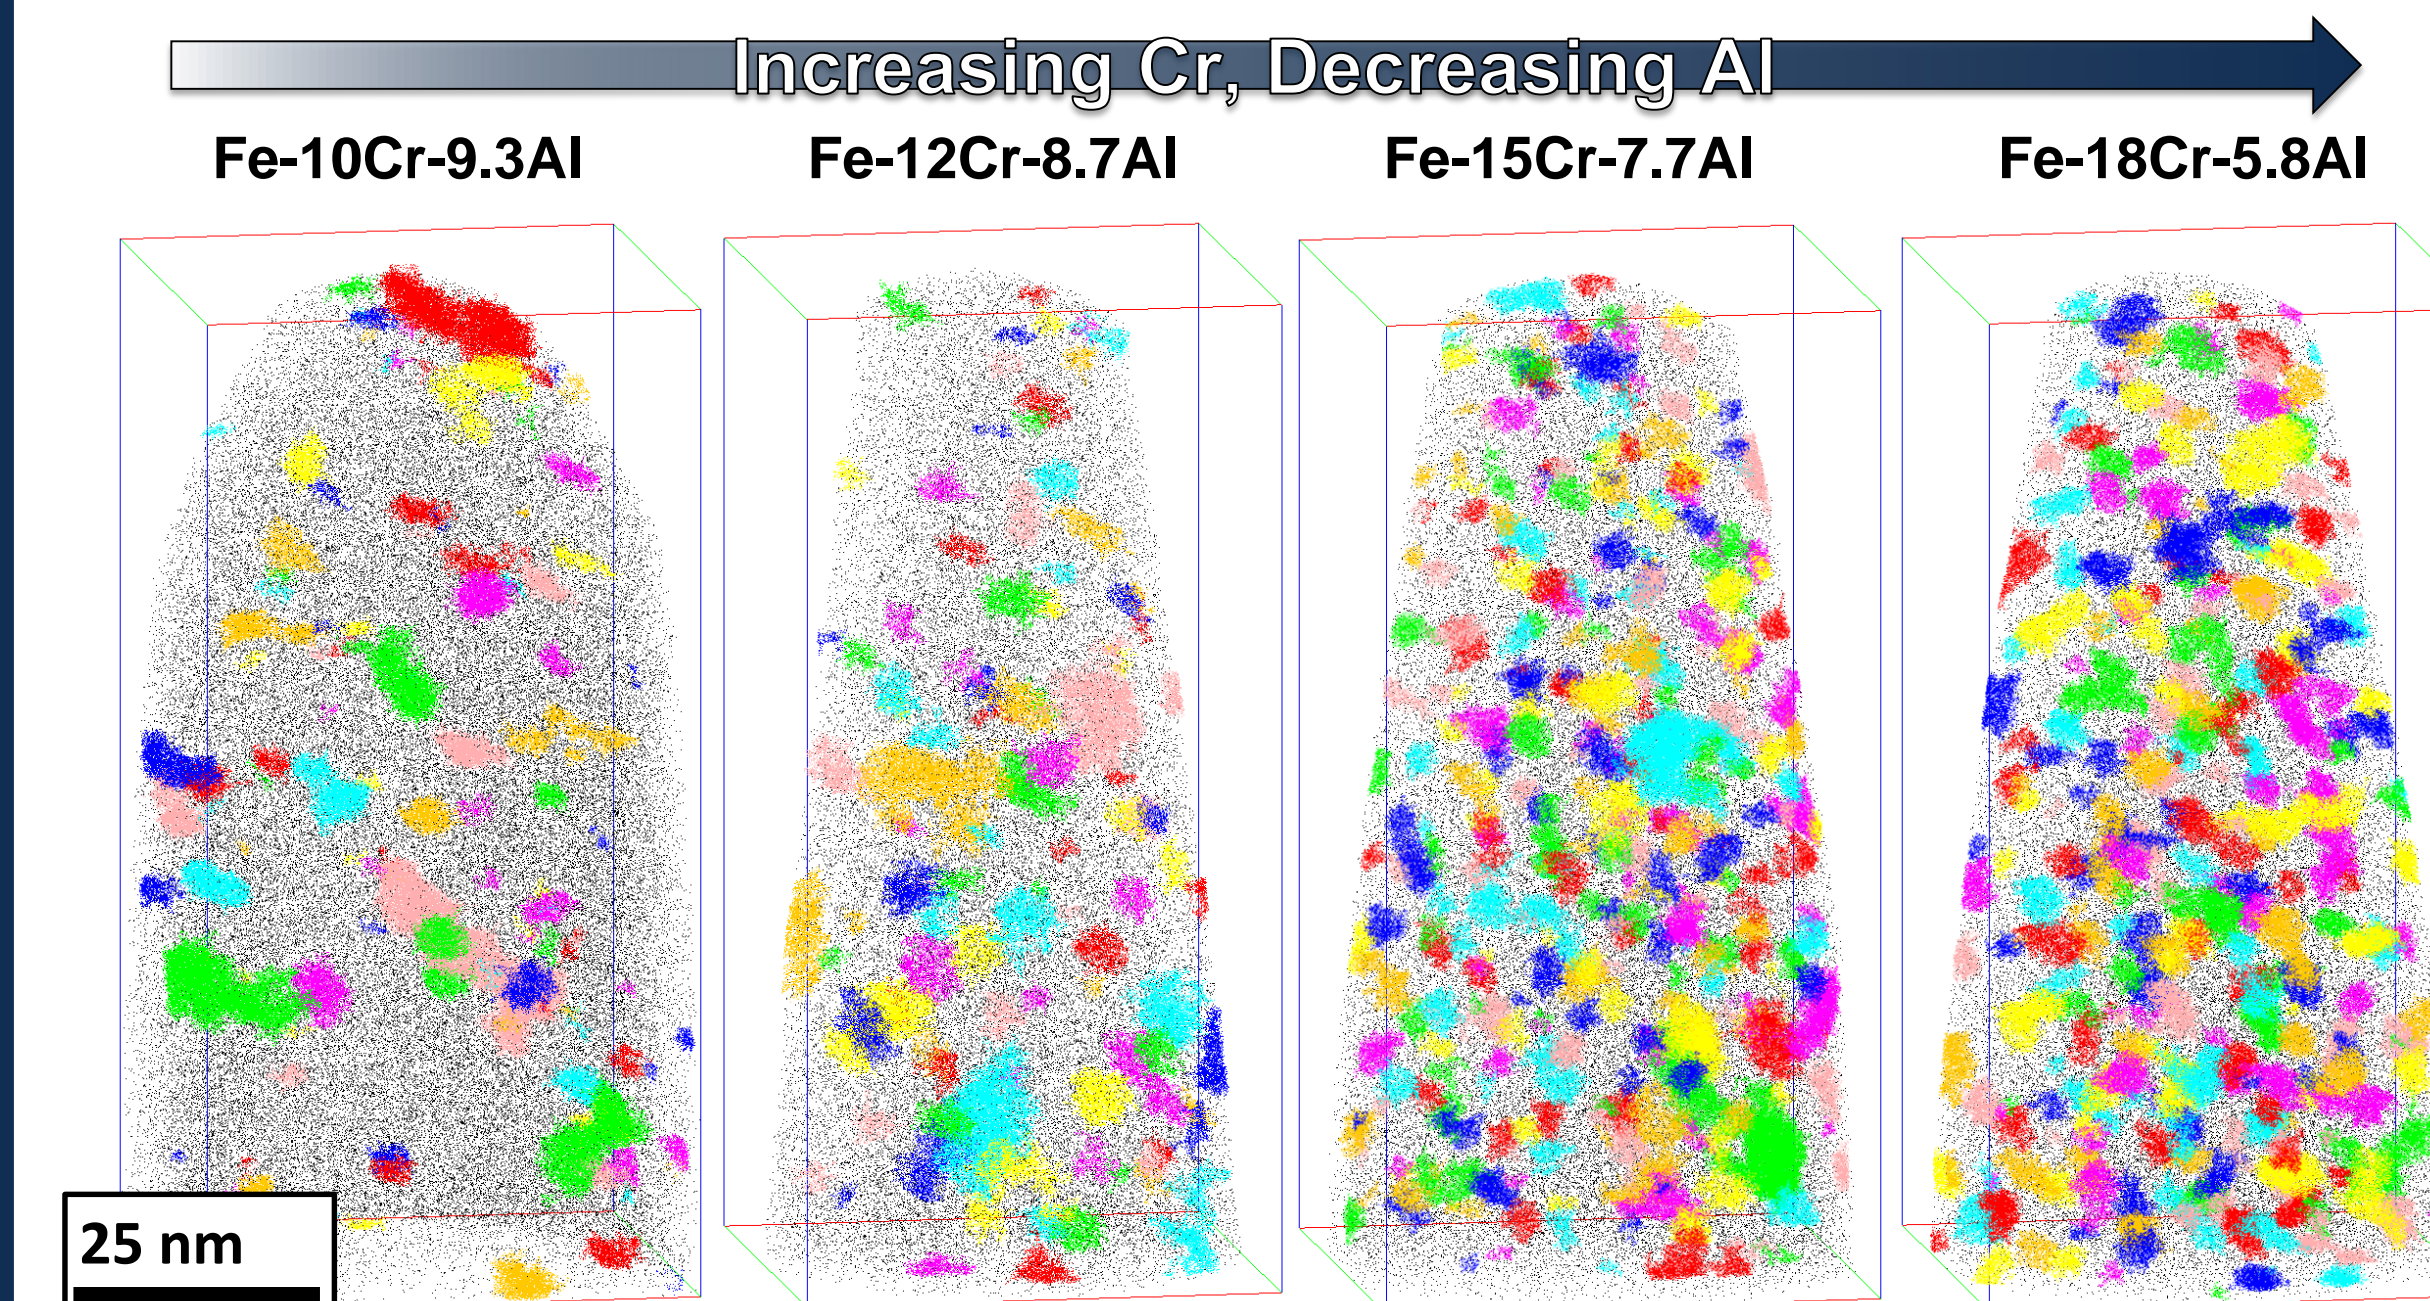 Increasing Cr, Decreasing Al
Fe-10Cr-9.3Al
Fe-12Cr-8.7Al
Fe-15Cr-7.7Al
Fe-18Cr-5.8Al
25 nm